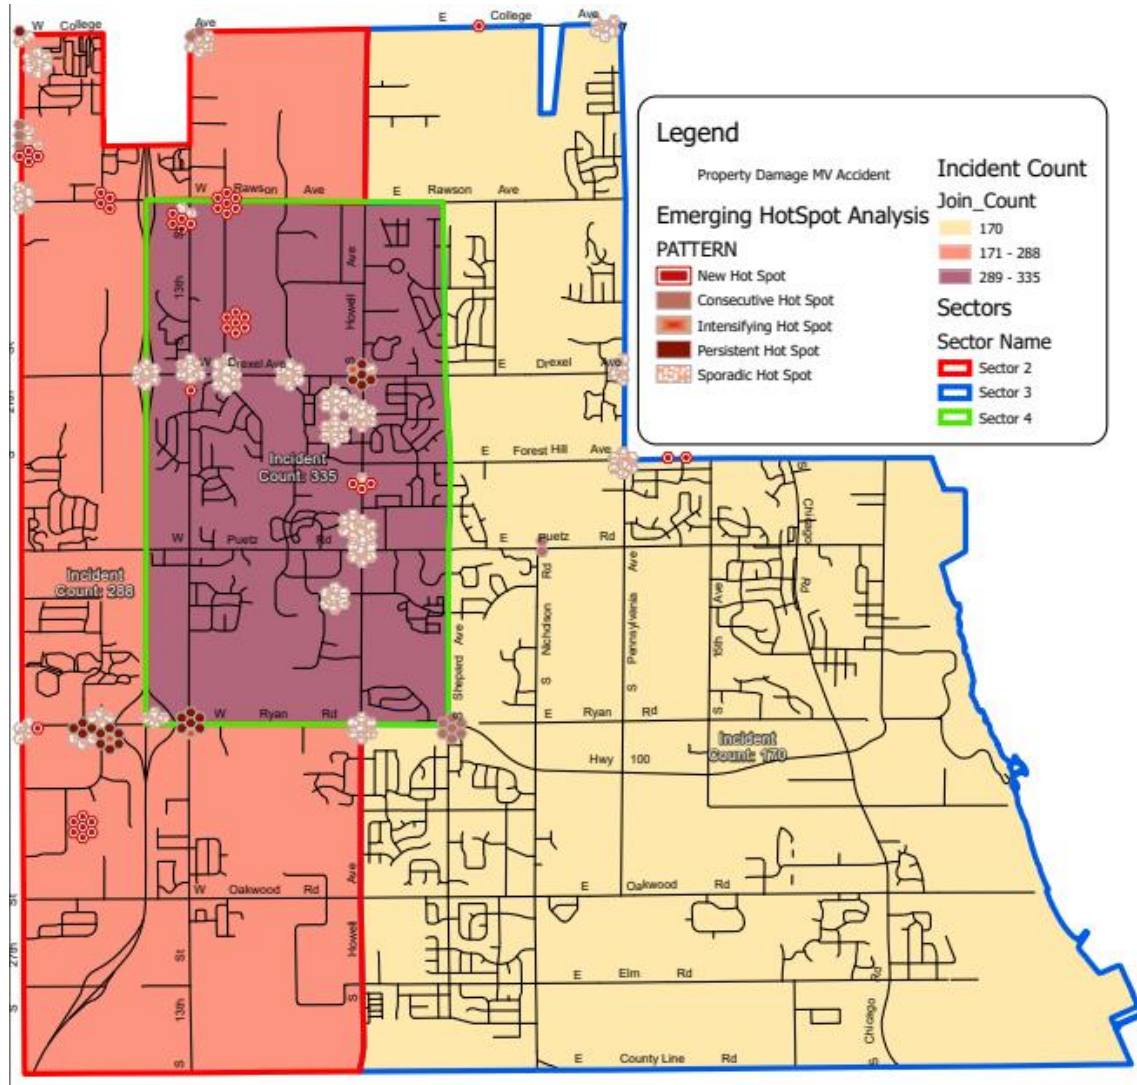 W College Ave
E College Ave
Legend
Property Damage MV Accident
Emerging HotSpot Analysis
PATTERN
New Hot Spot
Consecutive Hot Spot
Intensifying Hot Spot
Persistent Hot Spot
Sporadic Hot Spot
Incident Count
Join_Count
170
171 - 288
289 - 335
Sectors
Sector Name
Sector 2
Sector 3
Sector 4
W Rawson Ave
E Rawson Ave
13th
S Howell Ave
W Drexel Ave
E Drexel Ave
E Forest Hill Ave
Incident
Count: 335
W Puetz Rd
E Puetz Rd
Incident
Count: 288
S Shepard Ave
S Nicholson Rd
S Pennsylvania Ave
S 15th Ave
S Chicago Rd
W Ryan Rd
E Ryan Rd
Incident
Count: 170
Hwy 100
W Oakwood Rd
E Oakwood Rd
S Howell Ave
S 27th St
S 13th St
E Elm Rd
S Chicago Rd
E County Line Rd